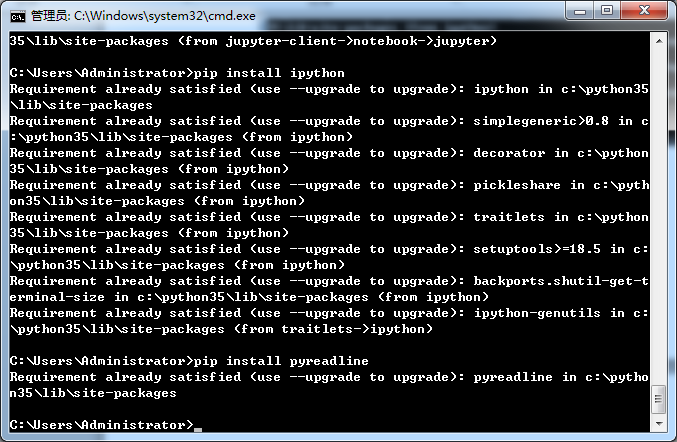 管理员: C:\Windows\system32\cmd.exe
35\lib\site-packages (from jupyter-client->notebook->jupyter)
C:\Users\Administrator>pip install ipython
Requirement already satisfied (use --upgrade to upgrade): ipython in c:\python35
\lib\site-packages
Requirement already satisfied (use --upgrade to upgrade): simplegeneric>0.8 in c
:\python35\lib\site-packages (from ipython)
Requirement already satisfied (use --upgrade to upgrade): decorator in c:\python
35\lib\site-packages (from ipython)
Requirement already satisfied (use --upgrade to upgrade): pickleshare in c:\pyth
on35\lib\site-packages (from ipython)
Requirement already satisfied (use --upgrade to upgrade): traitlets in c:\python
35\lib\site-packages (from ipython)
Requirement already satisfied (use --upgrade to upgrade): setuptools>=18.5 in c:
\python35\lib\site-packages (from ipython)
Requirement already satisfied (use --upgrade to upgrade): backports.shutil-get-t
erminal-size in c:\python35\lib\site-packages (from ipython)
Requirement already satisfied (use --upgrade to upgrade): ipython-genutils in c:
\python35\lib\site-packages (from traitlets->ipython)
C:\Users\Administrator>pip install pyreadline
Requirement already satisfied (use --upgrade to upgrade): pyreadline in c:\pytho
n35\lib\site-packages
C:\Users\Administrator>